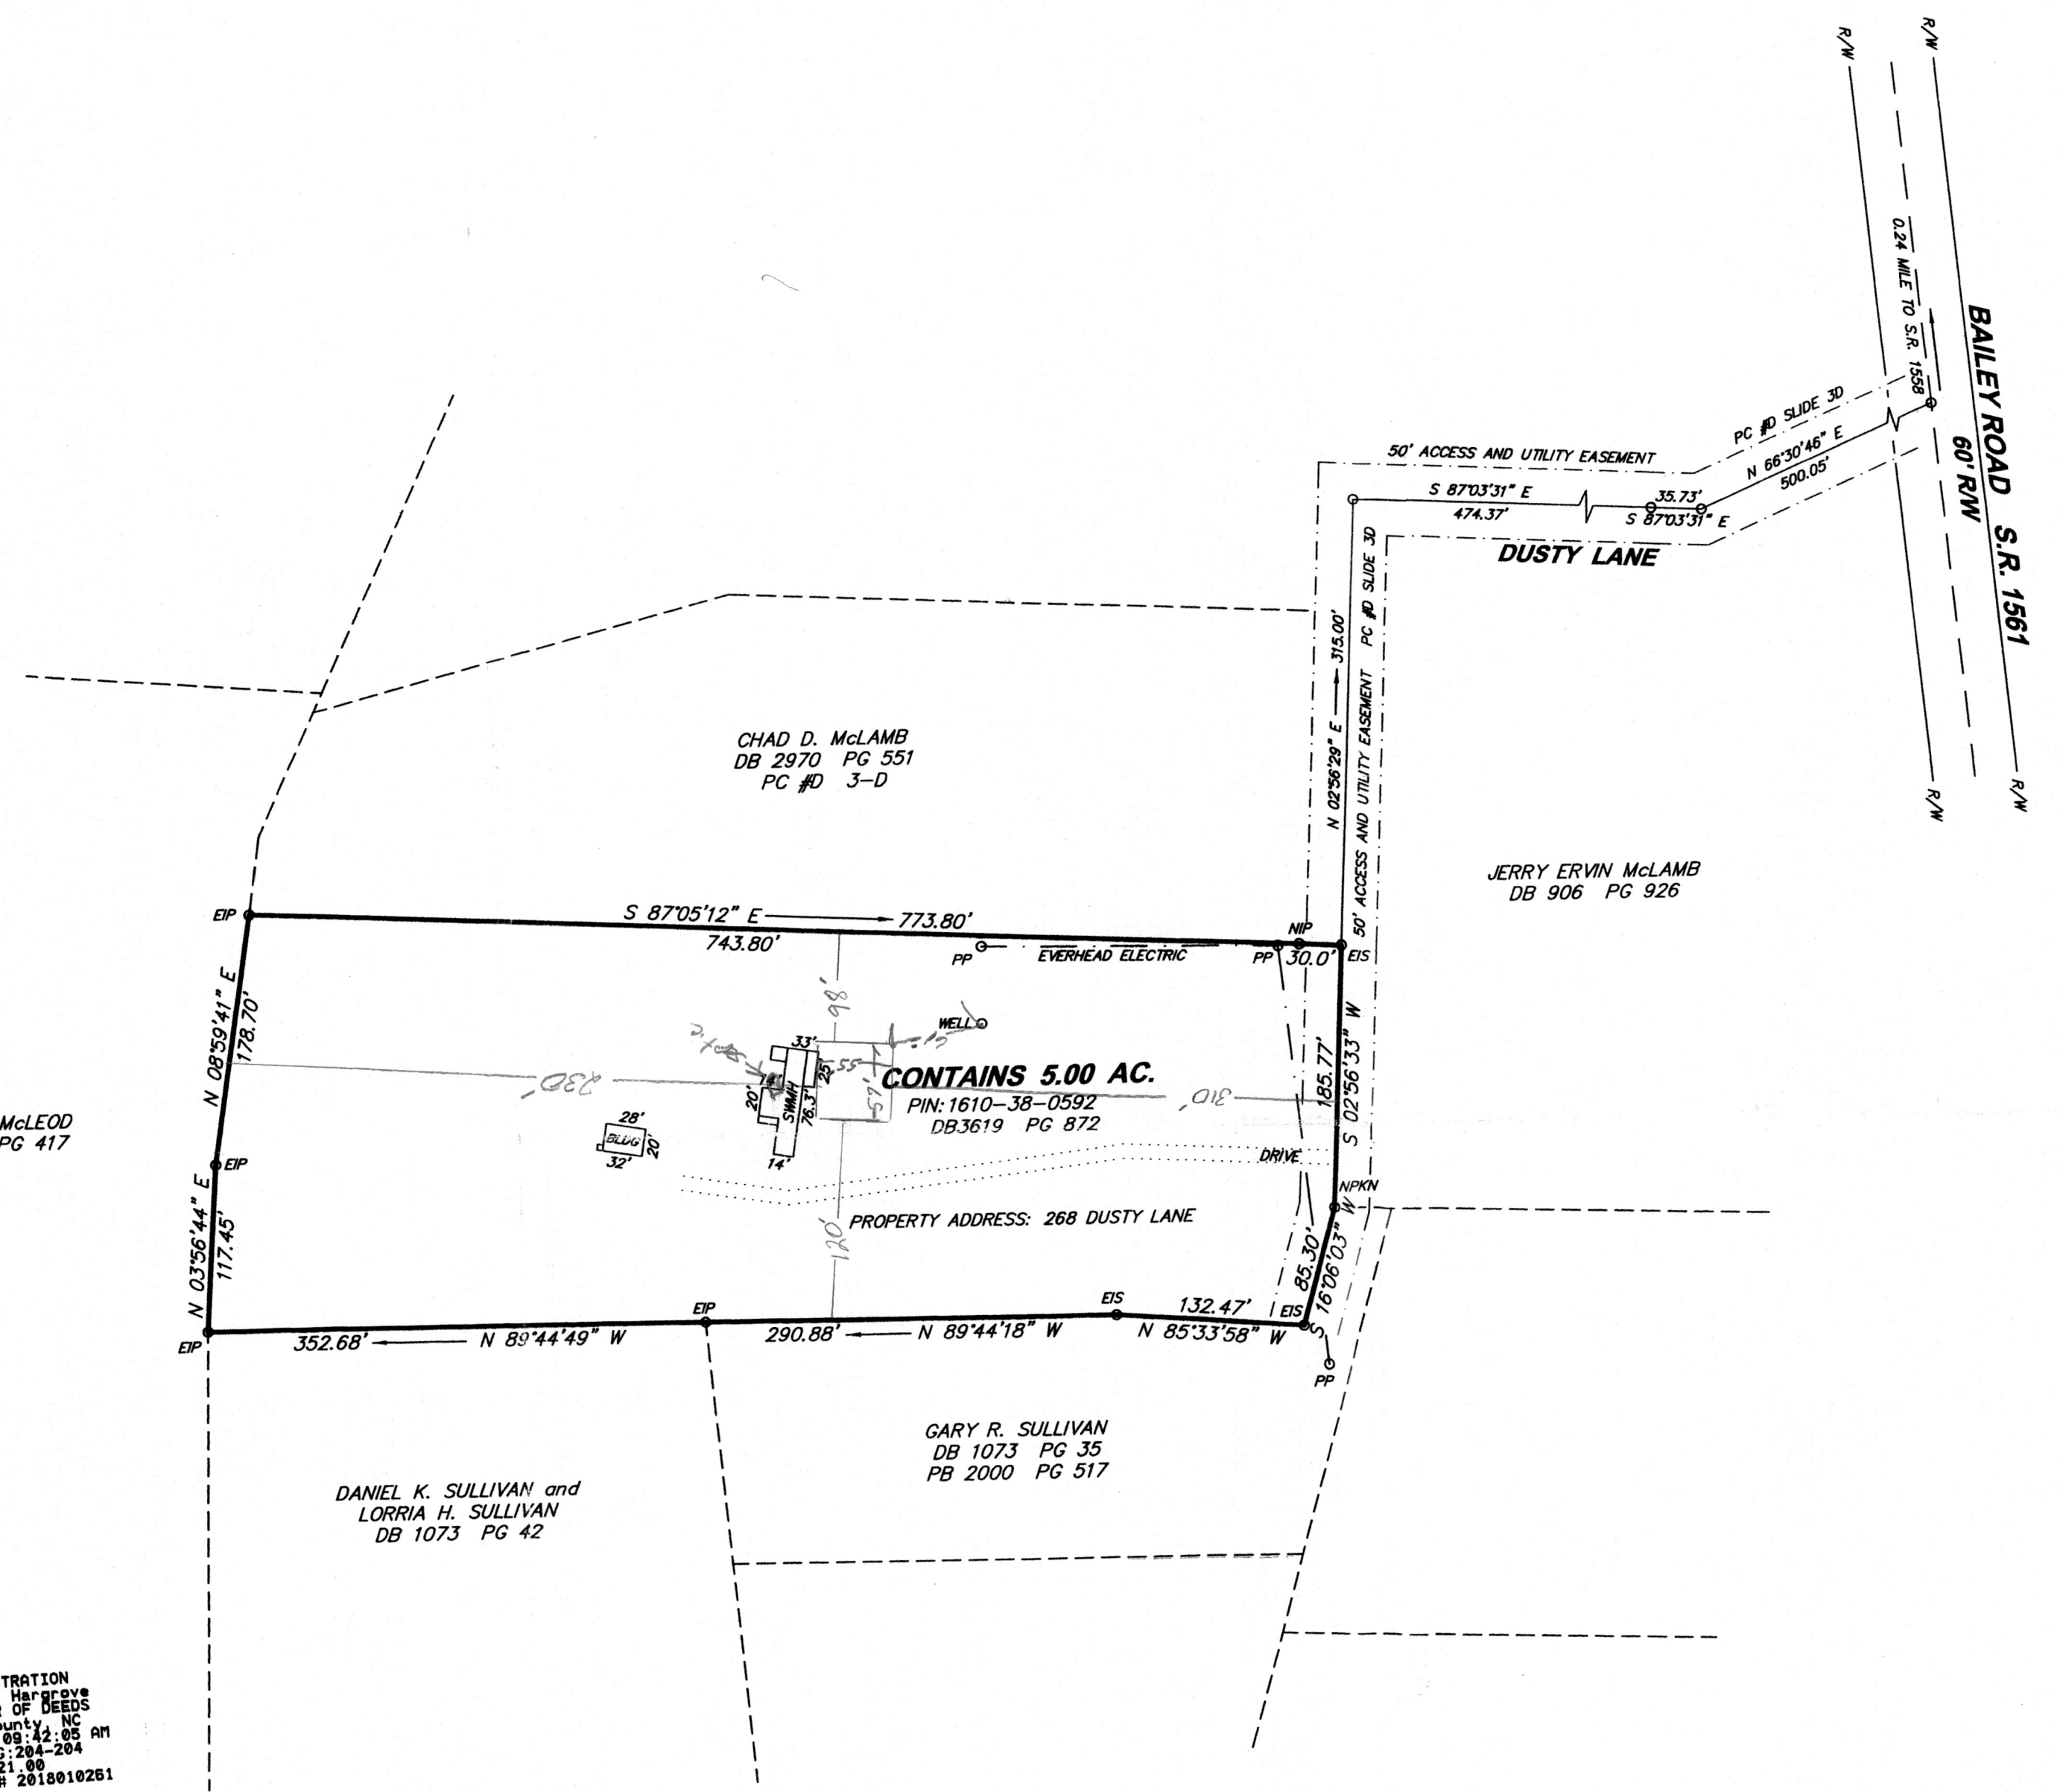 R/W
R/W
0.24 MILE TO S.R. 1558
BAILEY ROAD S.R. 1561
60' R/W
R/W
R/W
PC #D SLIDE 3D
N 66°30'46" E
500.05'
50' ACCESS AND UTILITY EASEMENT
S 87°03'31" E
474.37'
35.73'
S 87°03'31" E
DUSTY LANE
50' ACCESS AND UTILITY EASEMENT PC #D SLIDE 3D
N 02°56'29" E 315.00'
CHAD D. McLAMB
DB 2970 PG 551
PC #D 3-D
JERRY ERVIN McLAMB
DB 906 PG 926
EIP
S 87°05'12" E 773.80'
743.80'
NIP
30.0'
EIS
PP
EVERHEAD ELECTRIC
PP
N 08°59'41" E
178.70'
98'
WELL
33'
25'
55
57'
14'
20'
SWMH
76.3'
14'
230'
310'
CONTAINS 5.00 AC.
PIN: 1610-38-0592
DB3619 PG 872
185.77'
S 02°56'33" W
28'
BLDG
20'
32'
DRIVE
NPKN
McLEOD
PG 417
EIP
N 03°56'44" E
117.45'
120'
PROPERTY ADDRESS: 268 DUSTY LANE
85.30'
S 16°06'03" W
EIP
352.68' N 89°44'49" W
EIP
290.88' N 89°44'18" W
EIS
132.47'
N 85°33'58" W
EIS
PP
GARY R. SULLIVAN
DB 1073 PG 35
PB 2000 PG 517
DANIEL K. SULLIVAN and
LORRIA H. SULLIVAN
DB 1073 PG 42
TRATION
Hargrove
OF DEEDS
ounty, NC
09:42:05 AM
:204-204
21.00
# 2018010261